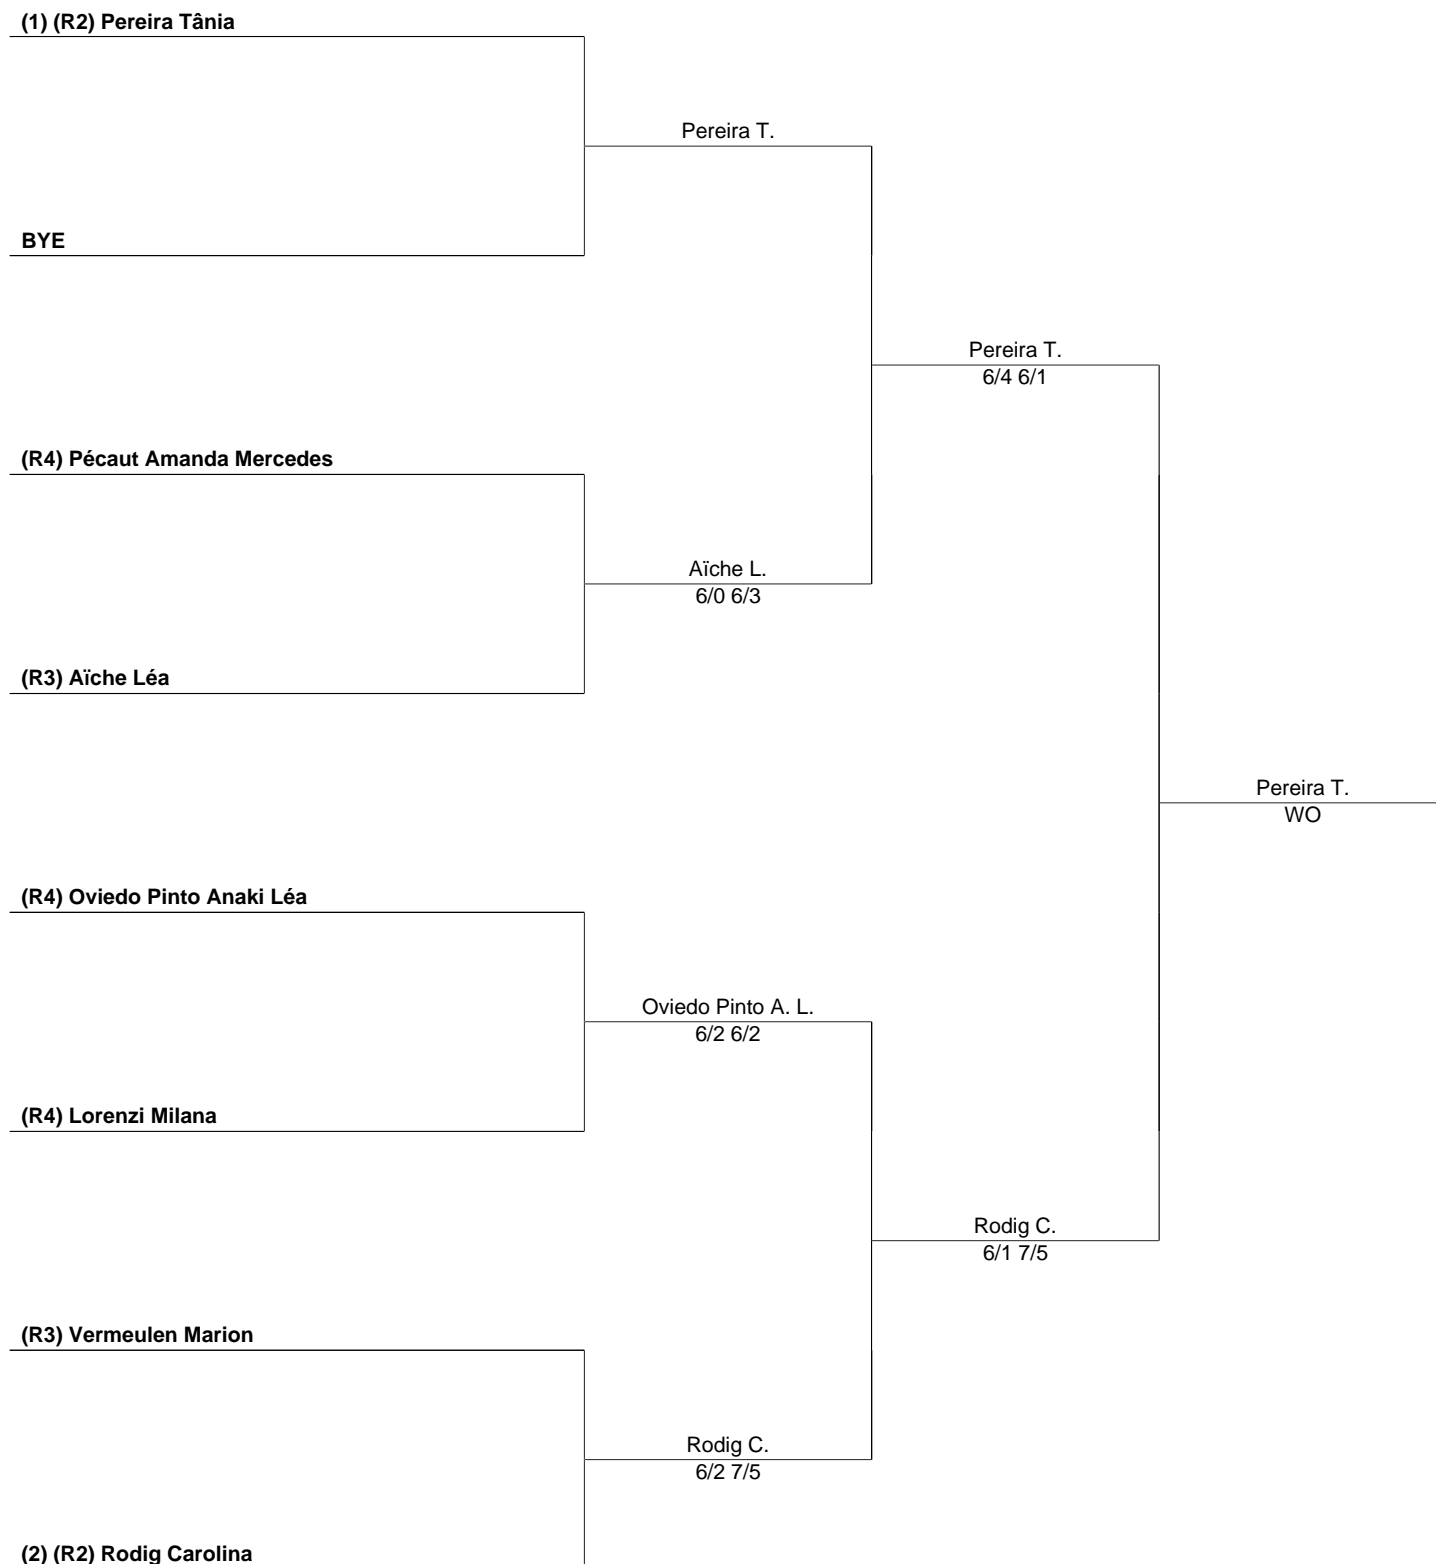 (1) (R2) Pereira Tânia
Pereira T.
BYE
Pereira T.
6/4 6/1
(R4) Pécaut Amanda Mercedes
Aïche L.
6/0 6/3
(R3) Aïche Léa
Pereira T.
WO
(R4) Oviedo Pinto Anaki Léa
Oviedo Pinto A. L.
6/2 6/2
(R4) Lorenzi Milana
Rodig C.
6/1 7/5
(R3) Vermeulen Marion
Rodig C.
6/2 7/5
(2) (R2) Rodig Carolina